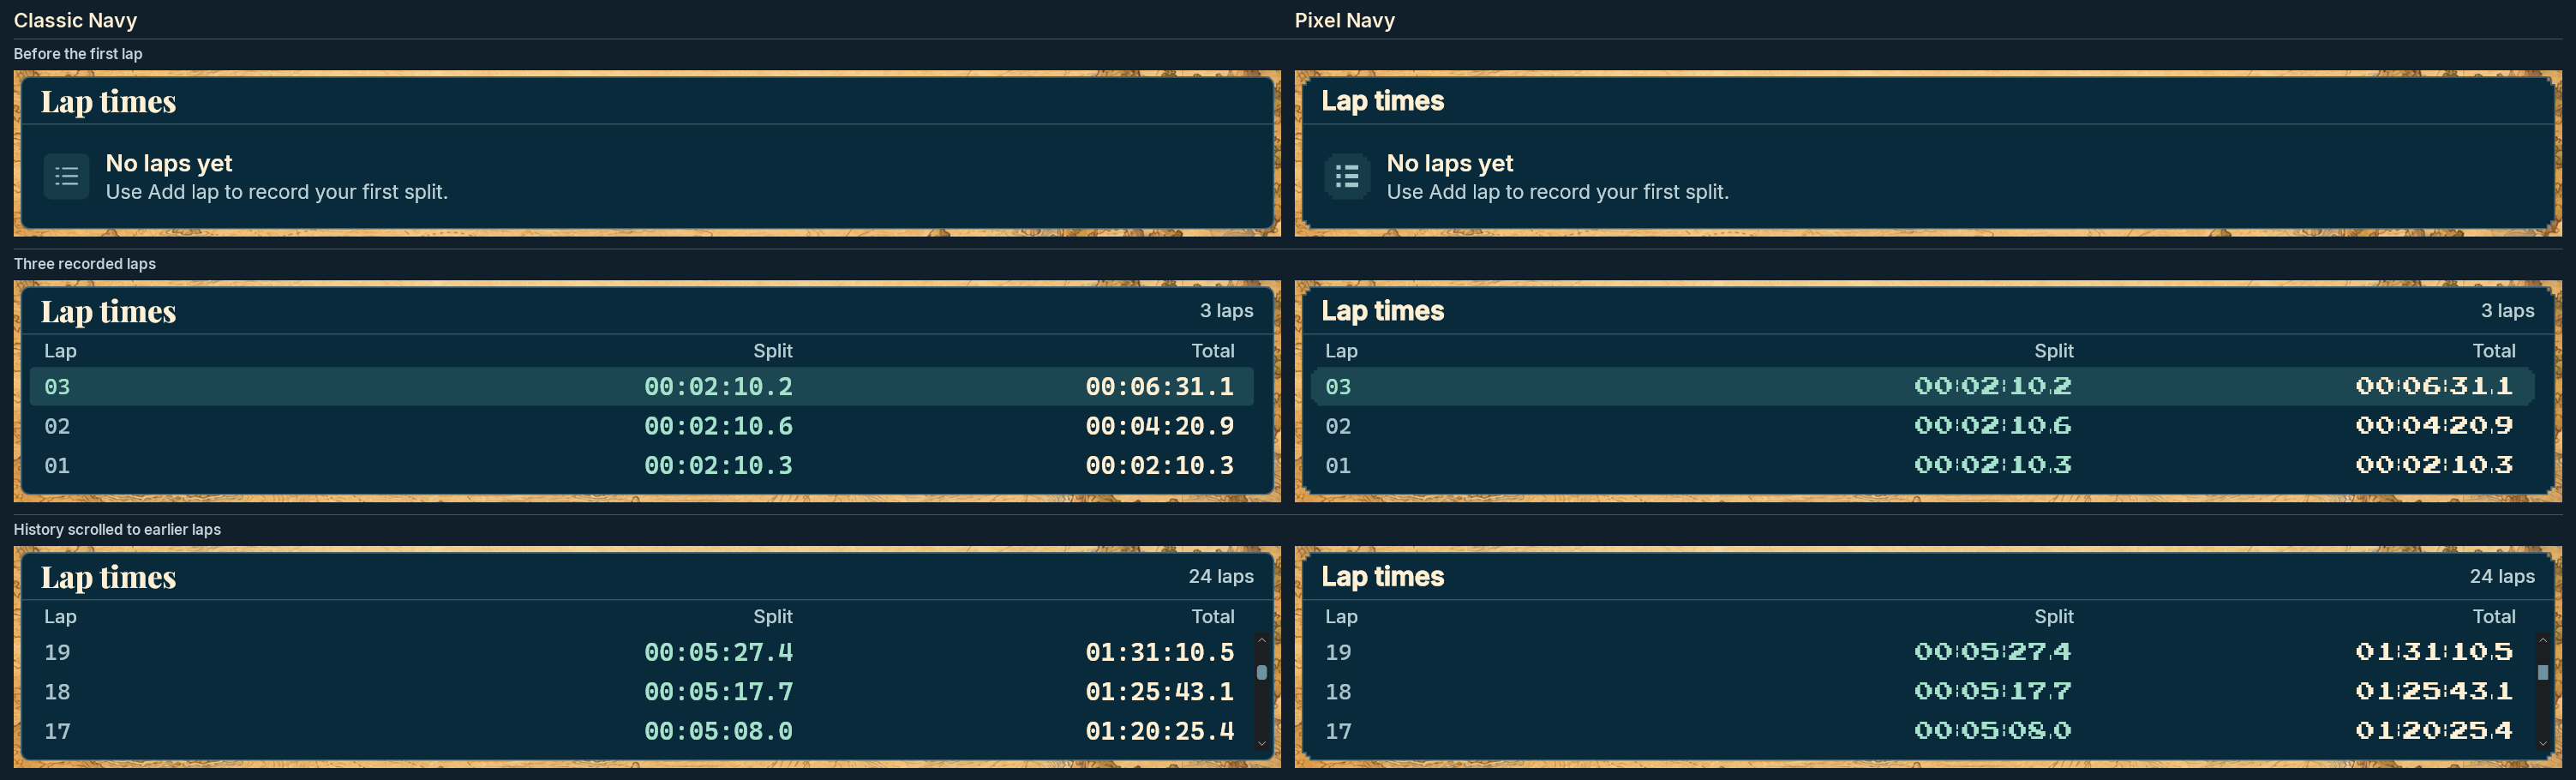 Classic Navy
Before the first lap
Lap times
No laps yet
Use Add lap to record your first split.
Three recorded laps
Lap times 3 laps
Lap Split Total
03 00:02:10.2 00:06:31.1
02 00:02:10.6 00:04:20.9
01 00:02:10.3 00:02:10.3
History scrolled to earlier laps
Lap times 24 laps
Lap Split Total
19 00:05:27.4 01:31:10.5
18 00:05:17.7 01:25:43.1
17 00:05:08.0 01:20:25.4
Pixel Navy
Lap times
No laps yet
Use Add lap to record your first split.
Lap times 3 laps
Lap Split Total
03 00:02:10.2 00:06:31.1
02 00:02:10.6 00:04:20.9
01 00:02:10.3 00:02:10.3
Lap times 24 laps
Lap Split Total
19 00:05:27.4 01:31:10.5
18 00:05:17.7 01:25:43.1
17 00:05:08.0 01:20:25.4